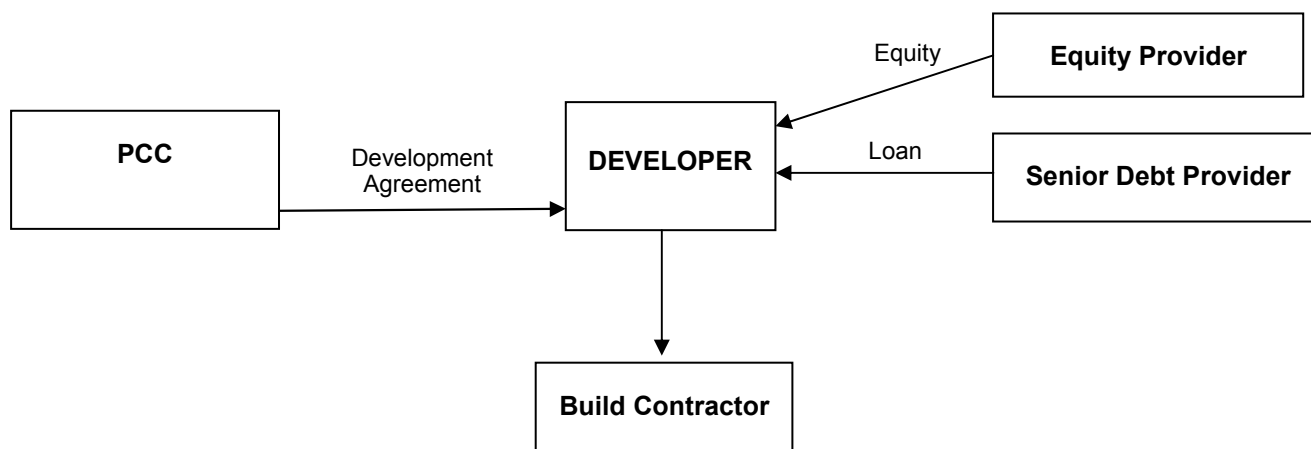 Equity Provider
Equity
PCC
Development
Agreement
DEVELOPER
Loan
Senior Debt Provider
Build Contractor